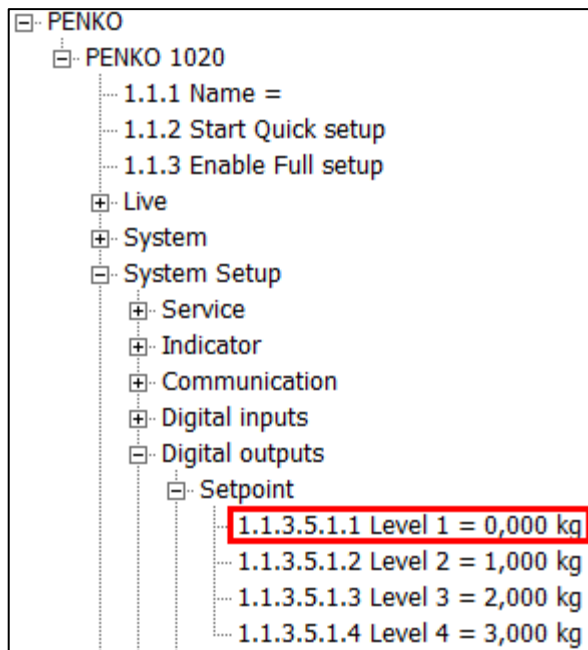 PENKO
PENKO 1020
1.1.1 Name =
1.1.2 Start Quick setup
1.1.3 Enable Full setup
Live
System
System Setup
Service
Indicator
Communication
Digital inputs
Digital outputs
Setpoint
1.1.3.5.1.1 Level 1 = 0,000 kg
1.1.3.5.1.2 Level 2 = 1,000 kg
1.1.3.5.1.3 Level 3 = 2,000 kg
1.1.3.5.1.4 Level 4 = 3,000 kg